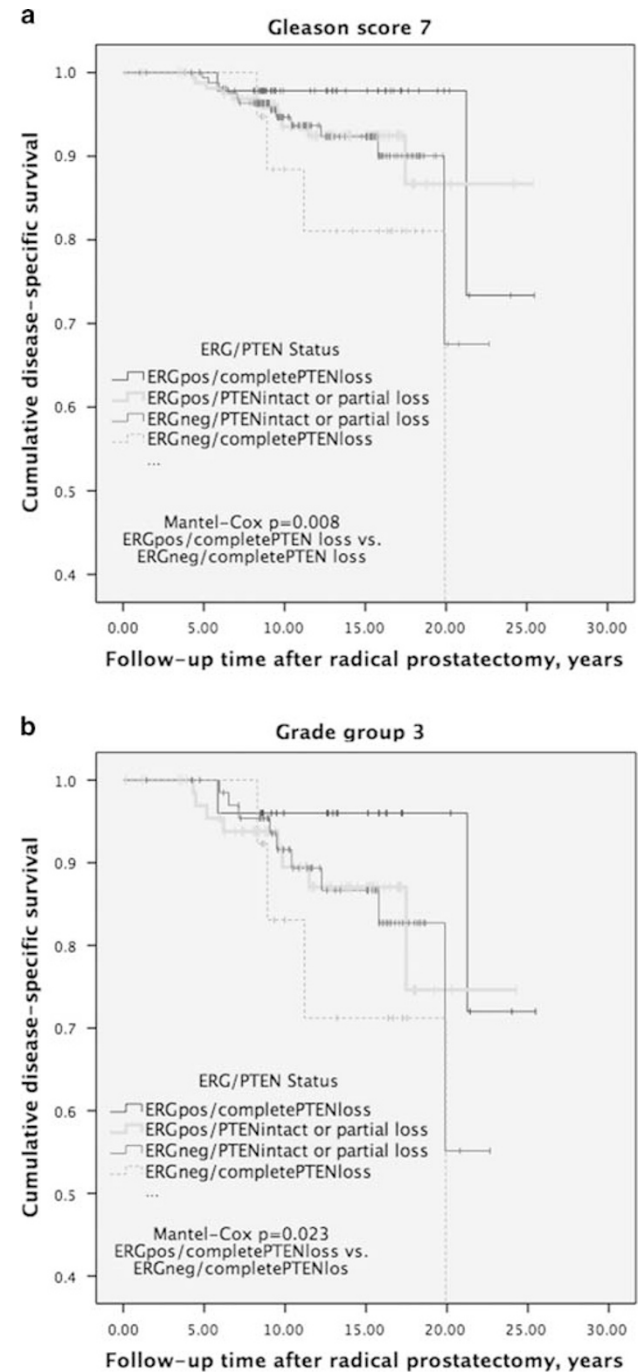 a
Gleason score 7
Cumulative disease-specific survival
1.0
0.9
0.8
0.7
0.6
0.5
0.4
ERG/PTEN Status
ERGpos/completePTENloss
ERGpos/PTENintact or partial loss
ERGneg/PTENintact or partial loss
ERGneg/completePTENloss
...
Mantel-Cox p=0.008
ERGpos/completePTEN loss vs.
ERGneg/completePTEN loss
0.00 5.00 10.00 15.00 20.00 25.00 30.00
Follow-up time after radical prostatectomy, years
b
Grade group 3
Cumulative disease-specific survival
1.0
0.9
0.8
0.7
0.6
0.5
0.4
ERG/PTEN Status
ERGpos/completePTENloss
ERGpos/PTENintact or partial loss
ERGneg/PTENintact or partial loss
ERGneg/completePTENloss
...
Mantel-Cox p=0.023
ERGpos/completePTENloss vs.
ERGneg/completePTENlos
0.00 5.00 10.00 15.00 20.00 25.00 30.00
Follow-up time after radical prostatectomy, years